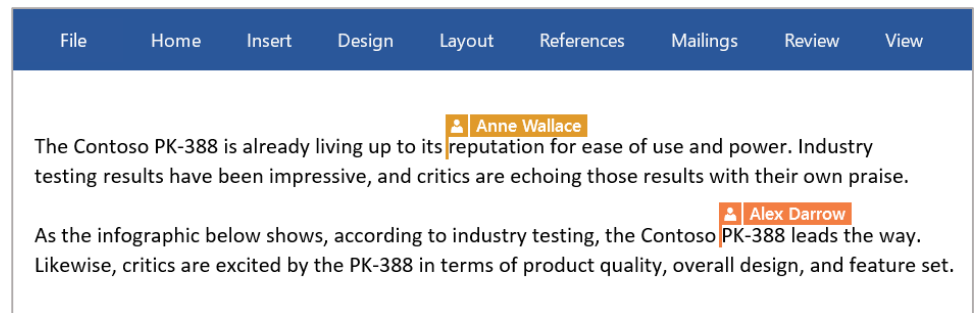 File Home Insert Design Layout References Mailings Review View
Anne Wallace
The Contoso PK-388 is already living up to its reputation for ease of use and power. Industry
testing results have been impressive, and critics are echoing those results with their own praise.
Alex Darrow
As the infographic below shows, according to industry testing, the Contoso PK-388 leads the way.
Likewise, critics are excited by the PK-388 in terms of product quality, overall design, and feature set.